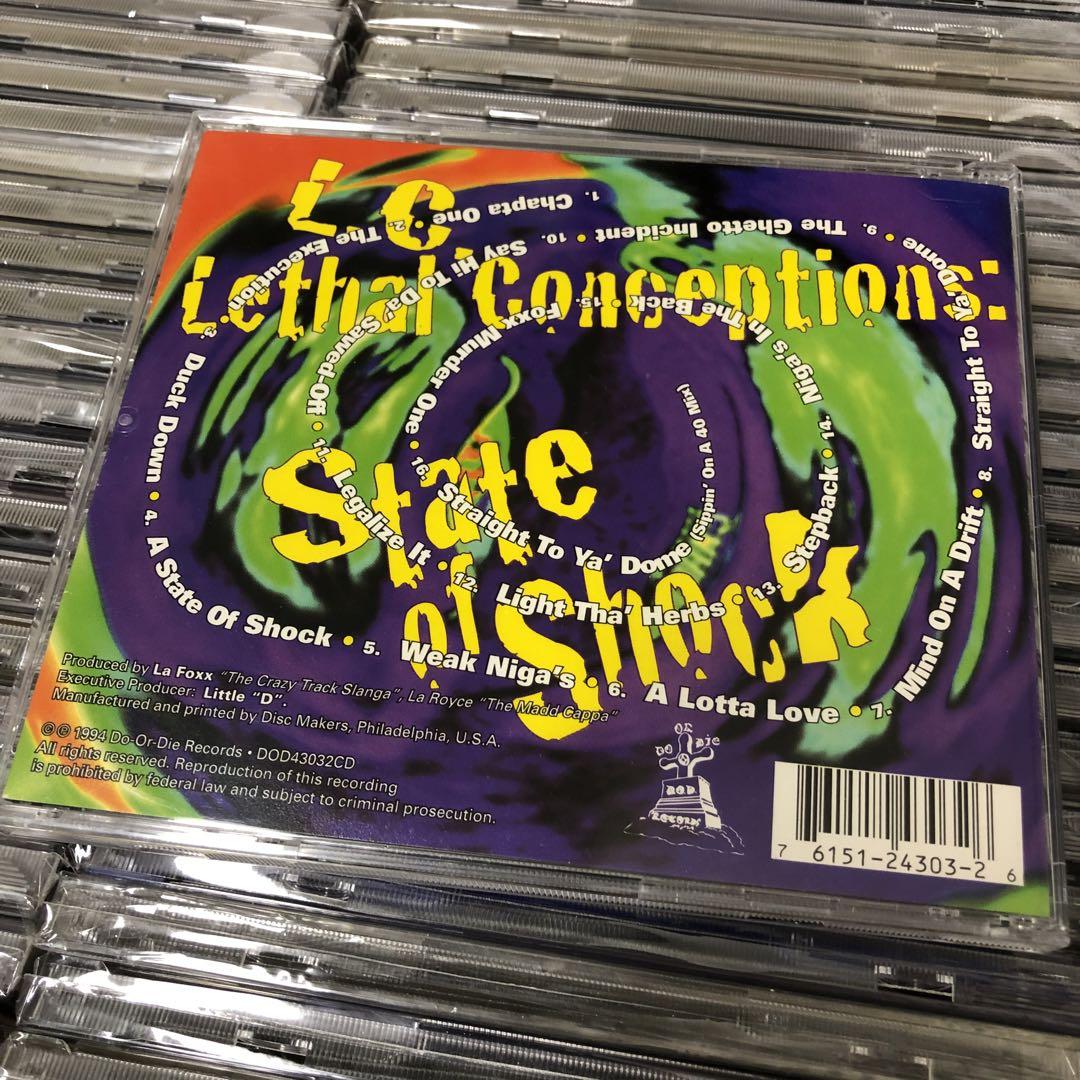 LC
Lethal Conceptions:
State
of Shock
1. Chapta One
2. The Execution
3. Duck Down •
4. A State Of Shock •
5. Weak Niga's •
6. A Lotta Love •
7. Mind On A Drift •
8. Straight To Ya' Dome •
9. The Ghetto Incident •
10. Say Hi To Da' Sawed-Off •
11. Legalize It
12. Light Tha' Herbs •
13. Stepback •
14. Niga's In The Back •
15. Foxx Murder One •
16. Straight To Ya' Dome (Sippin' On A 40 Mix)
Produced by La Foxx "The Crazy Track Slanga", La Royce "The Madd Cappa"
Executive Producer: Little "D".
Manufactured and printed by Disc Makers, Philadelphia, U.S.A.
© ℗ 1994 Do-Or-Die Records • DOD43032CD
All rights reserved. Reproduction of this recording
is prohibited by federal law and subject to criminal prosecution.
DO OR DIE
D.O.D.
RECORDS
7 6151-24303-2 6